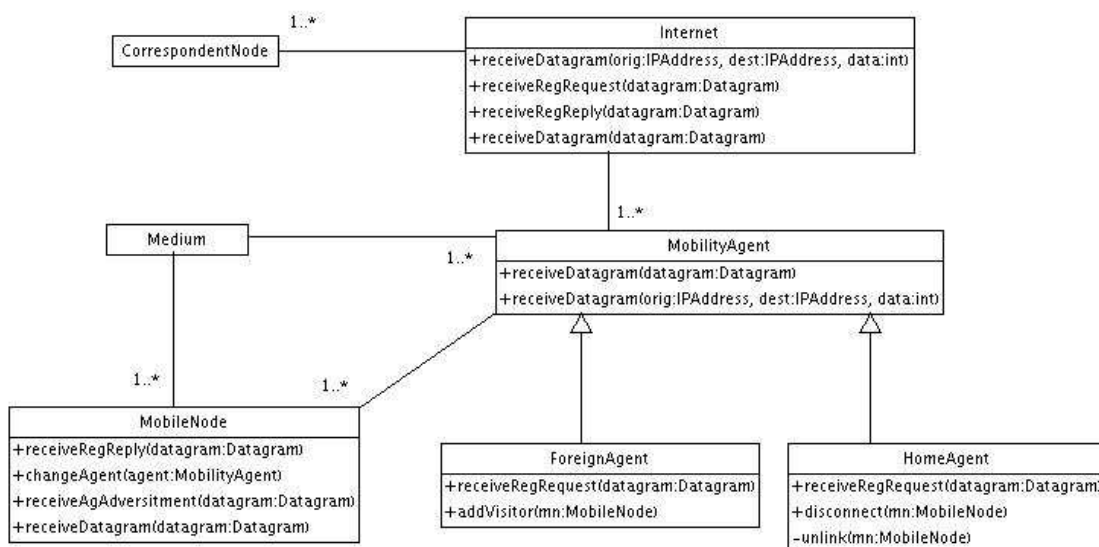 1..*
Internet
CorrespondentNode
+receiveDatagram(orig:IPAddress, dest:IPAddress, data:int)
+receiveRegRequest(datagram:Datagram)
+receiveRegReply(datagram:Datagram)
+receiveDatagram(datagram:Datagram)
1..*
Medium
MobilityAgent
1..*
+receiveDatagram(datagram:Datagram)
+receiveDatagram(orig:IPAddress, dest:IPAddress, data:int)
1..*
1..*
MobileNode
+receiveRegReply(datagram:Datagram)
+changeAgent(agent:MobilityAgent)
+receiveAgAdversitment(datagram:Datagram)
+receiveDatagram(datagram:Datagram)
ForeignAgent
+receiveRegRequest(datagram:Datagram)
+addVisitor(mn:MobileNode)
HomeAgent
+receiveRegRequest(datagram:Datagram)
+disconnect(mn:MobileNode)
-unlink(mn:MobileNode)